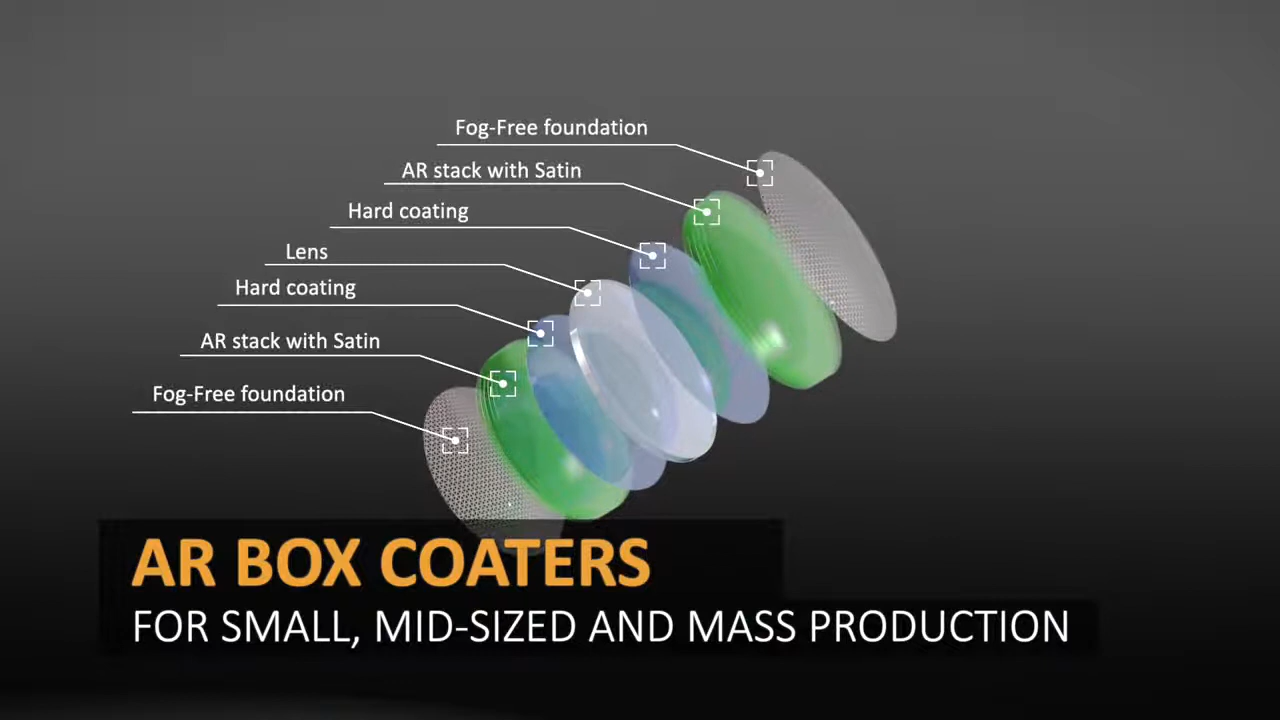 Fog-Free foundation
AR stack with Satin
Hard coating
Lens
Hard coating
AR stack with Satin
Fog-Free foundation
AR BOX COATERS
FOR SMALL, MID-SIZED AND MASS PRODUCTION